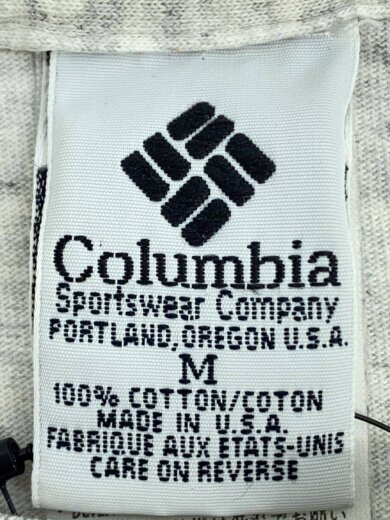 Columbia
Sportswear Company
PORTLAND, OREGON U.S.A.
M
100% COTTON/COTON
MADE IN U.S.A.
FABRIQUE AUX ETATS-UNIS
CARE ON REVERSE